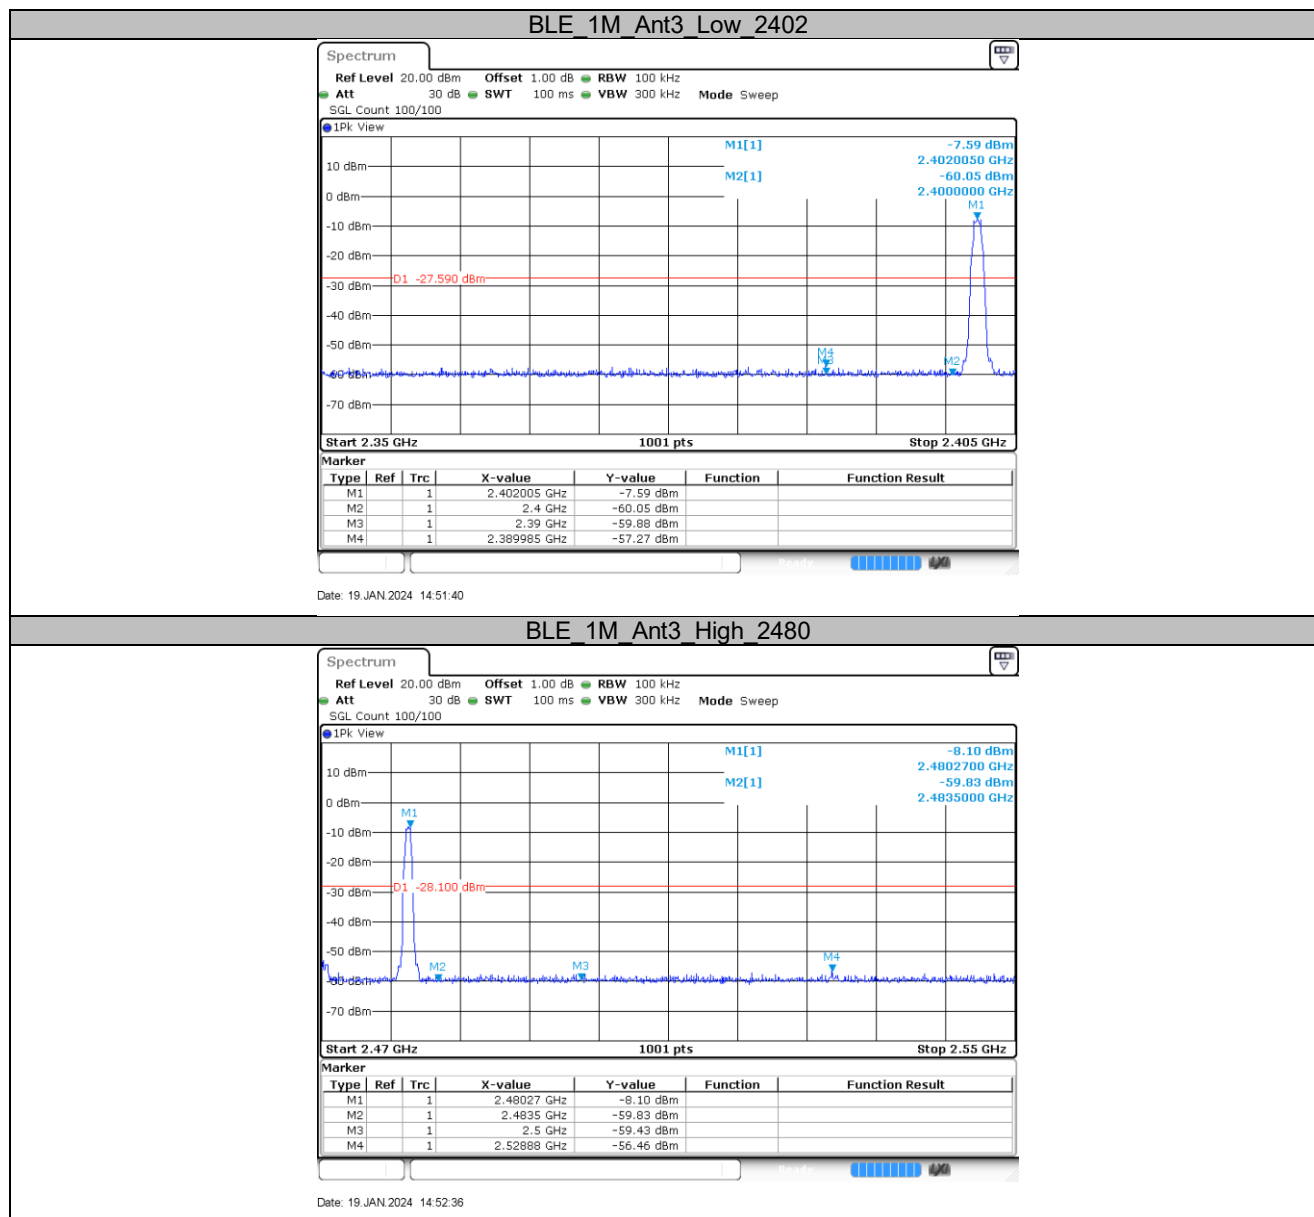 BLE_1M_Ant3_Low_2402
Spectrum
Ref Level 20.00 dBm Offset 1.00 dB RBW 100 kHz
Att 30 dB SWT 100 ms VBW 300 kHz Mode Sweep
SGL Count 100/100
1Pk View
M1[1] -7.59 dBm
2.4020050 GHz
M2[1] -60.05 dBm
2.4000000 GHz
10 dBm
0 dBm
M1
-10 dBm
-20 dBm
D1 -27.590 dBm
-30 dBm
-40 dBm
-50 dBm
M4
M3
M2
-60 dBm
-70 dBm
Start 2.35 GHz 1001 pts Stop 2.405 GHz
Marker
Type Ref Trc X-value Y-value Function Function Result
M1 1 2.402005 GHz -7.59 dBm
M2 1 2.4 GHz -60.05 dBm
M3 1 2.39 GHz -59.88 dBm
M4 1 2.389985 GHz -57.27 dBm
Ready
Date: 19.JAN.2024 14:51:40
BLE_1M_Ant3_High_2480
Spectrum
Ref Level 20.00 dBm Offset 1.00 dB RBW 100 kHz
Att 30 dB SWT 100 ms VBW 300 kHz Mode Sweep
SGL Count 100/100
1Pk View
M1[1] -8.10 dBm
2.4802700 GHz
M2[1] -59.83 dBm
2.4835000 GHz
10 dBm
0 dBm
M1
-10 dBm
-20 dBm
D1 -28.100 dBm
-30 dBm
-40 dBm
-50 dBm
M2 M3 M4
-60 dBm
-70 dBm
Start 2.47 GHz 1001 pts Stop 2.55 GHz
Marker
Type Ref Trc X-value Y-value Function Function Result
M1 1 2.48027 GHz -8.10 dBm
M2 1 2.4835 GHz -59.83 dBm
M3 1 2.5 GHz -59.43 dBm
M4 1 2.52888 GHz -56.46 dBm
Ready
Date: 19.JAN.2024 14:52:36